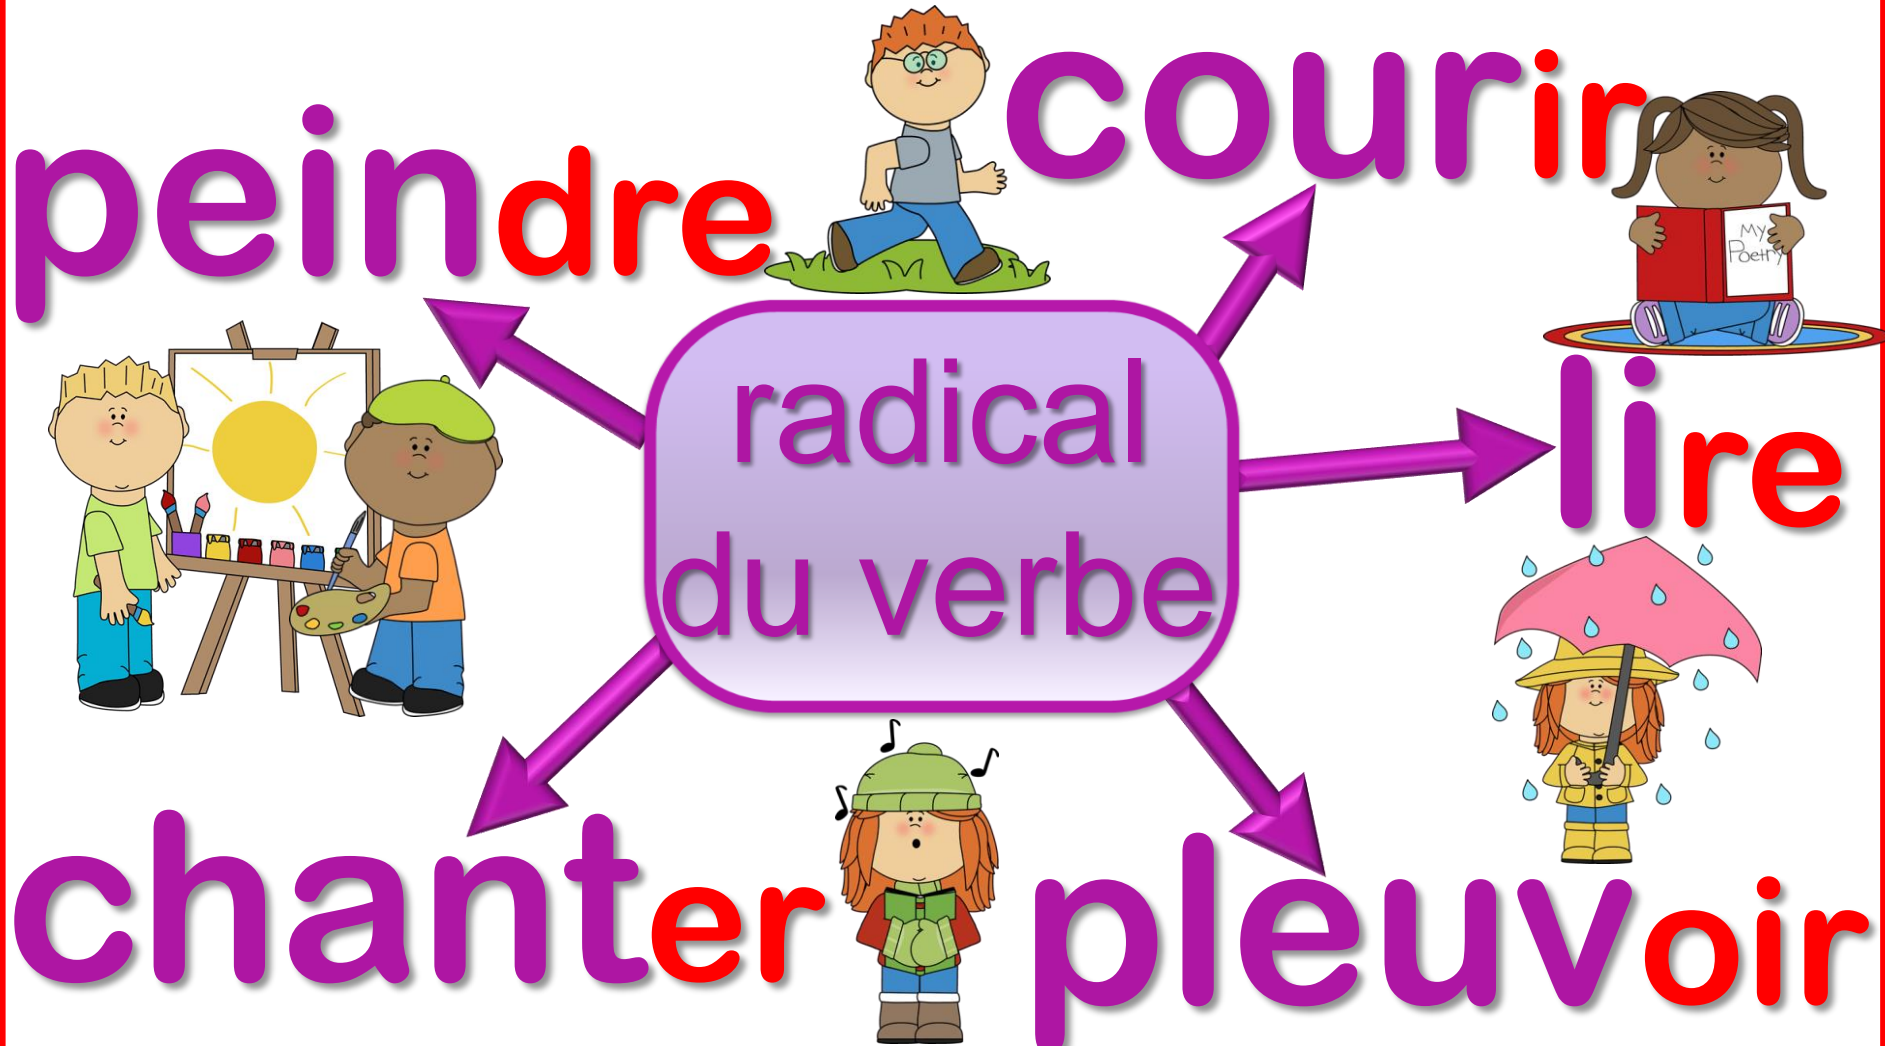 peindre
courir
My
Poetry
radical
du verbe
lire
chanter
pleuvoir